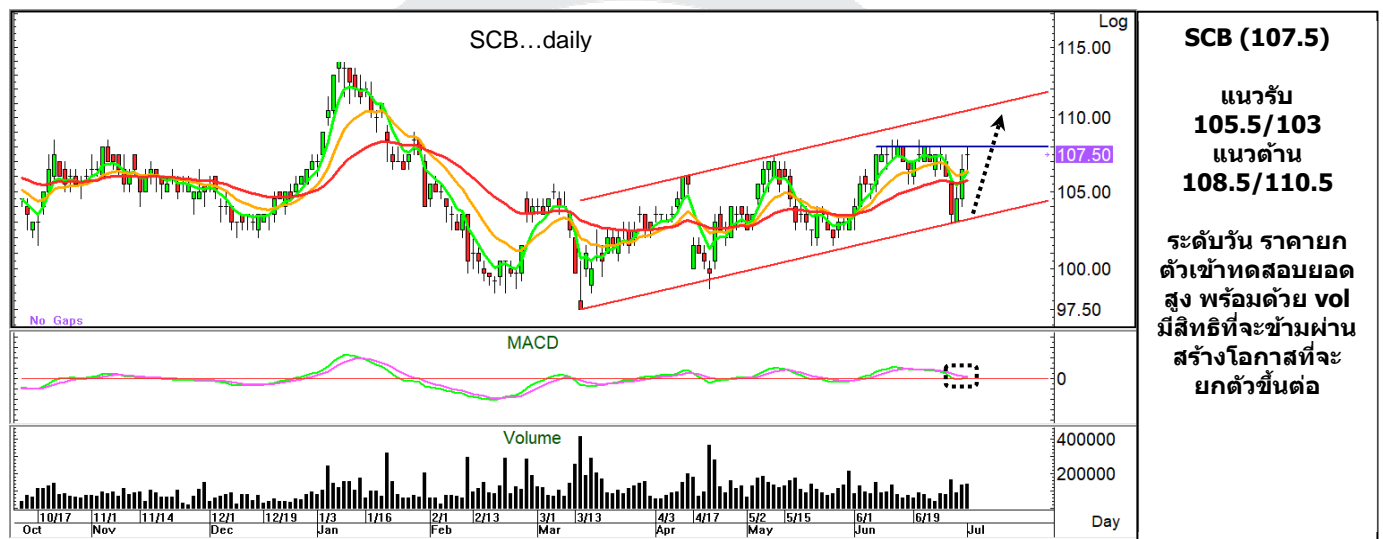 SCB...daily
Log
115.00
110.00
107.50
105.00
100.00
97.50
No Gaps
MACD
0
Volume
400000
200000
10/17 11/1 11/14 12/1 12/19 1/3 1/16 2/1 2/13 3/1 3/13 4/3 4/17 5/2 5/15 6/1 6/19
Oct Nov Dec Jan Feb Mar Apr May Jun Jul
Day
SCB (107.5)
แนวรับ
105.5/103
แนวต้าน
108.5/110.5
ระดับวัน ราคายก
ตัวเข้าทดสอบยอด
สูง พร้อมด้วย vol
มีสิทธิที่จะข้ามผ่าน
สร้างโอกาสที่จะ
ยกตัวขึ้นต่อ